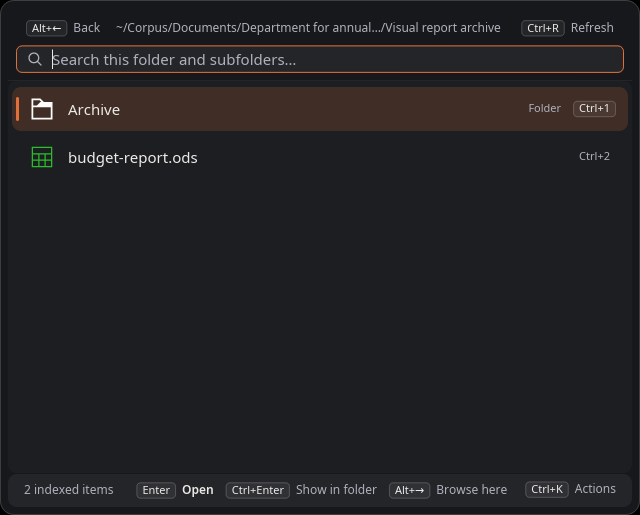 Alt+← Back ~/Corpus/Documents/Department for annual.../Visual report archive Ctrl+R Refresh
Search this folder and subfolders...
Archive Folder Ctrl+1
budget-report.ods Ctrl+2
2 indexed items Enter Open Ctrl+Enter Show in folder Alt+→ Browse here Ctrl+K Actions